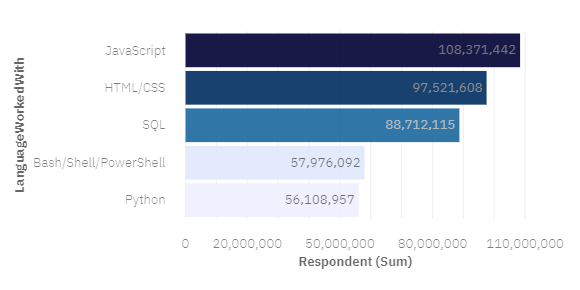 LanguageWorkedWith
JavaScript 108,371,442
HTML/CSS 97,521,608
SQL 88,712,115
Bash/Shell/PowerShell 57,976,092
Python 56,108,957
0 20,000,000 50,000,000 80,000,000 110,000,000
Respondent (Sum)